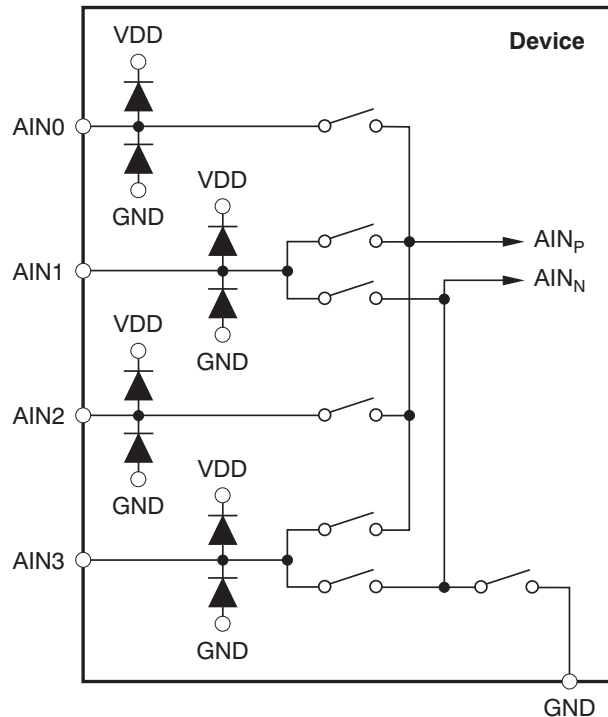 VDD
Device
AIN0
GND
VDD
AIN1
AINP
AINN
GND
VDD
AIN2
GND
VDD
AIN3
GND
GND